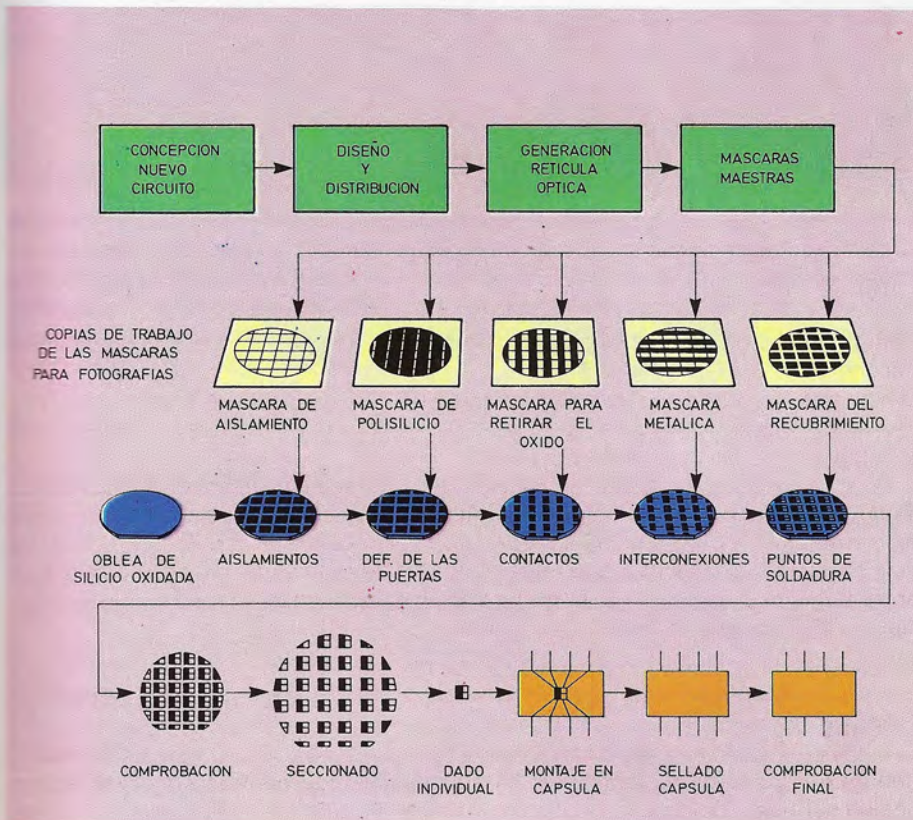 CONCEPCION
NUEVO
CIRCUITO
DISEÑO
Y
DISTRIBUCION
GENERACION
RETICULA
OPTICA
MASCARAS
MAESTRAS
COPIAS DE TRABAJO
DE LAS MASCARAS
PARA FOTOGRAFIAS
MASCARA DE
AISLAMIENTO
MASCARA DE
POLISILICIO
MASCARA PARA
RETIRAR EL
OXIDO
MASCARA
METALICA
MASCARA DEL
RECUBRIMIENTO
OBLEA DE
SILICIO OXIDADA
AISLAMIENTOS
DEF. DE LAS
PUERTAS
CONTACTOS
INTERCONEXIONES
PUNTOS DE
SOLDADURA
COMPROBACION
SECCIONADO
DADO
INDIVIDUAL
MONTAJE EN
CAPSULA
SELLADO
CAPSULA
COMPROBACION
FINAL